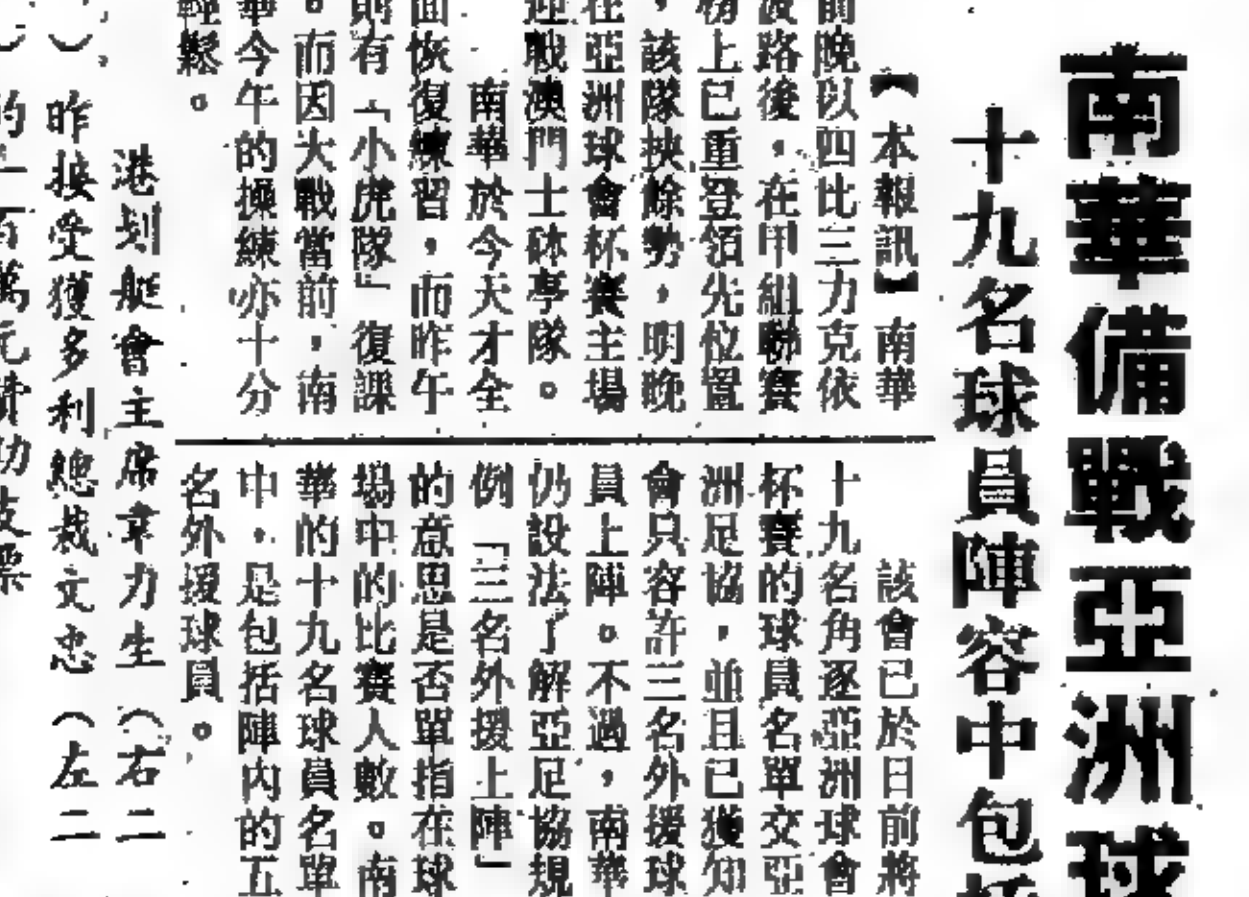 南華備戰亞洲球
十九名球員陣容中包括
【本報訊】南華
前晚以四比三力克依
波路後，在甲組聯賽
榜上已重登領先位置
，該隊挾餘勢，明晚
在亞洲球會杯賽主場
迎戰澳門士砵亭隊。
南華於今天才全
面恢復練習，而昨午
則有「小虎隊」復課
。而因大戰當前，南
華今午的操練亦十分
輕鬆。
該會已於日前將
十九名角逐亞洲球會
杯賽的球員名單交亞
洲足協，並且已獲知
會只容許三名外援球
員上陣。不過，南華
仍設法了解亞足協規
例「三名外援上陣」
的意思是否單指在球
場中的比賽人數。南
華的十九名球員名單
中，是包括陣內的五
名外援球員。
港划艇會主席韋力生（右二
）昨接受獲多利總裁文忠（左二
）的一百萬元贊助支票